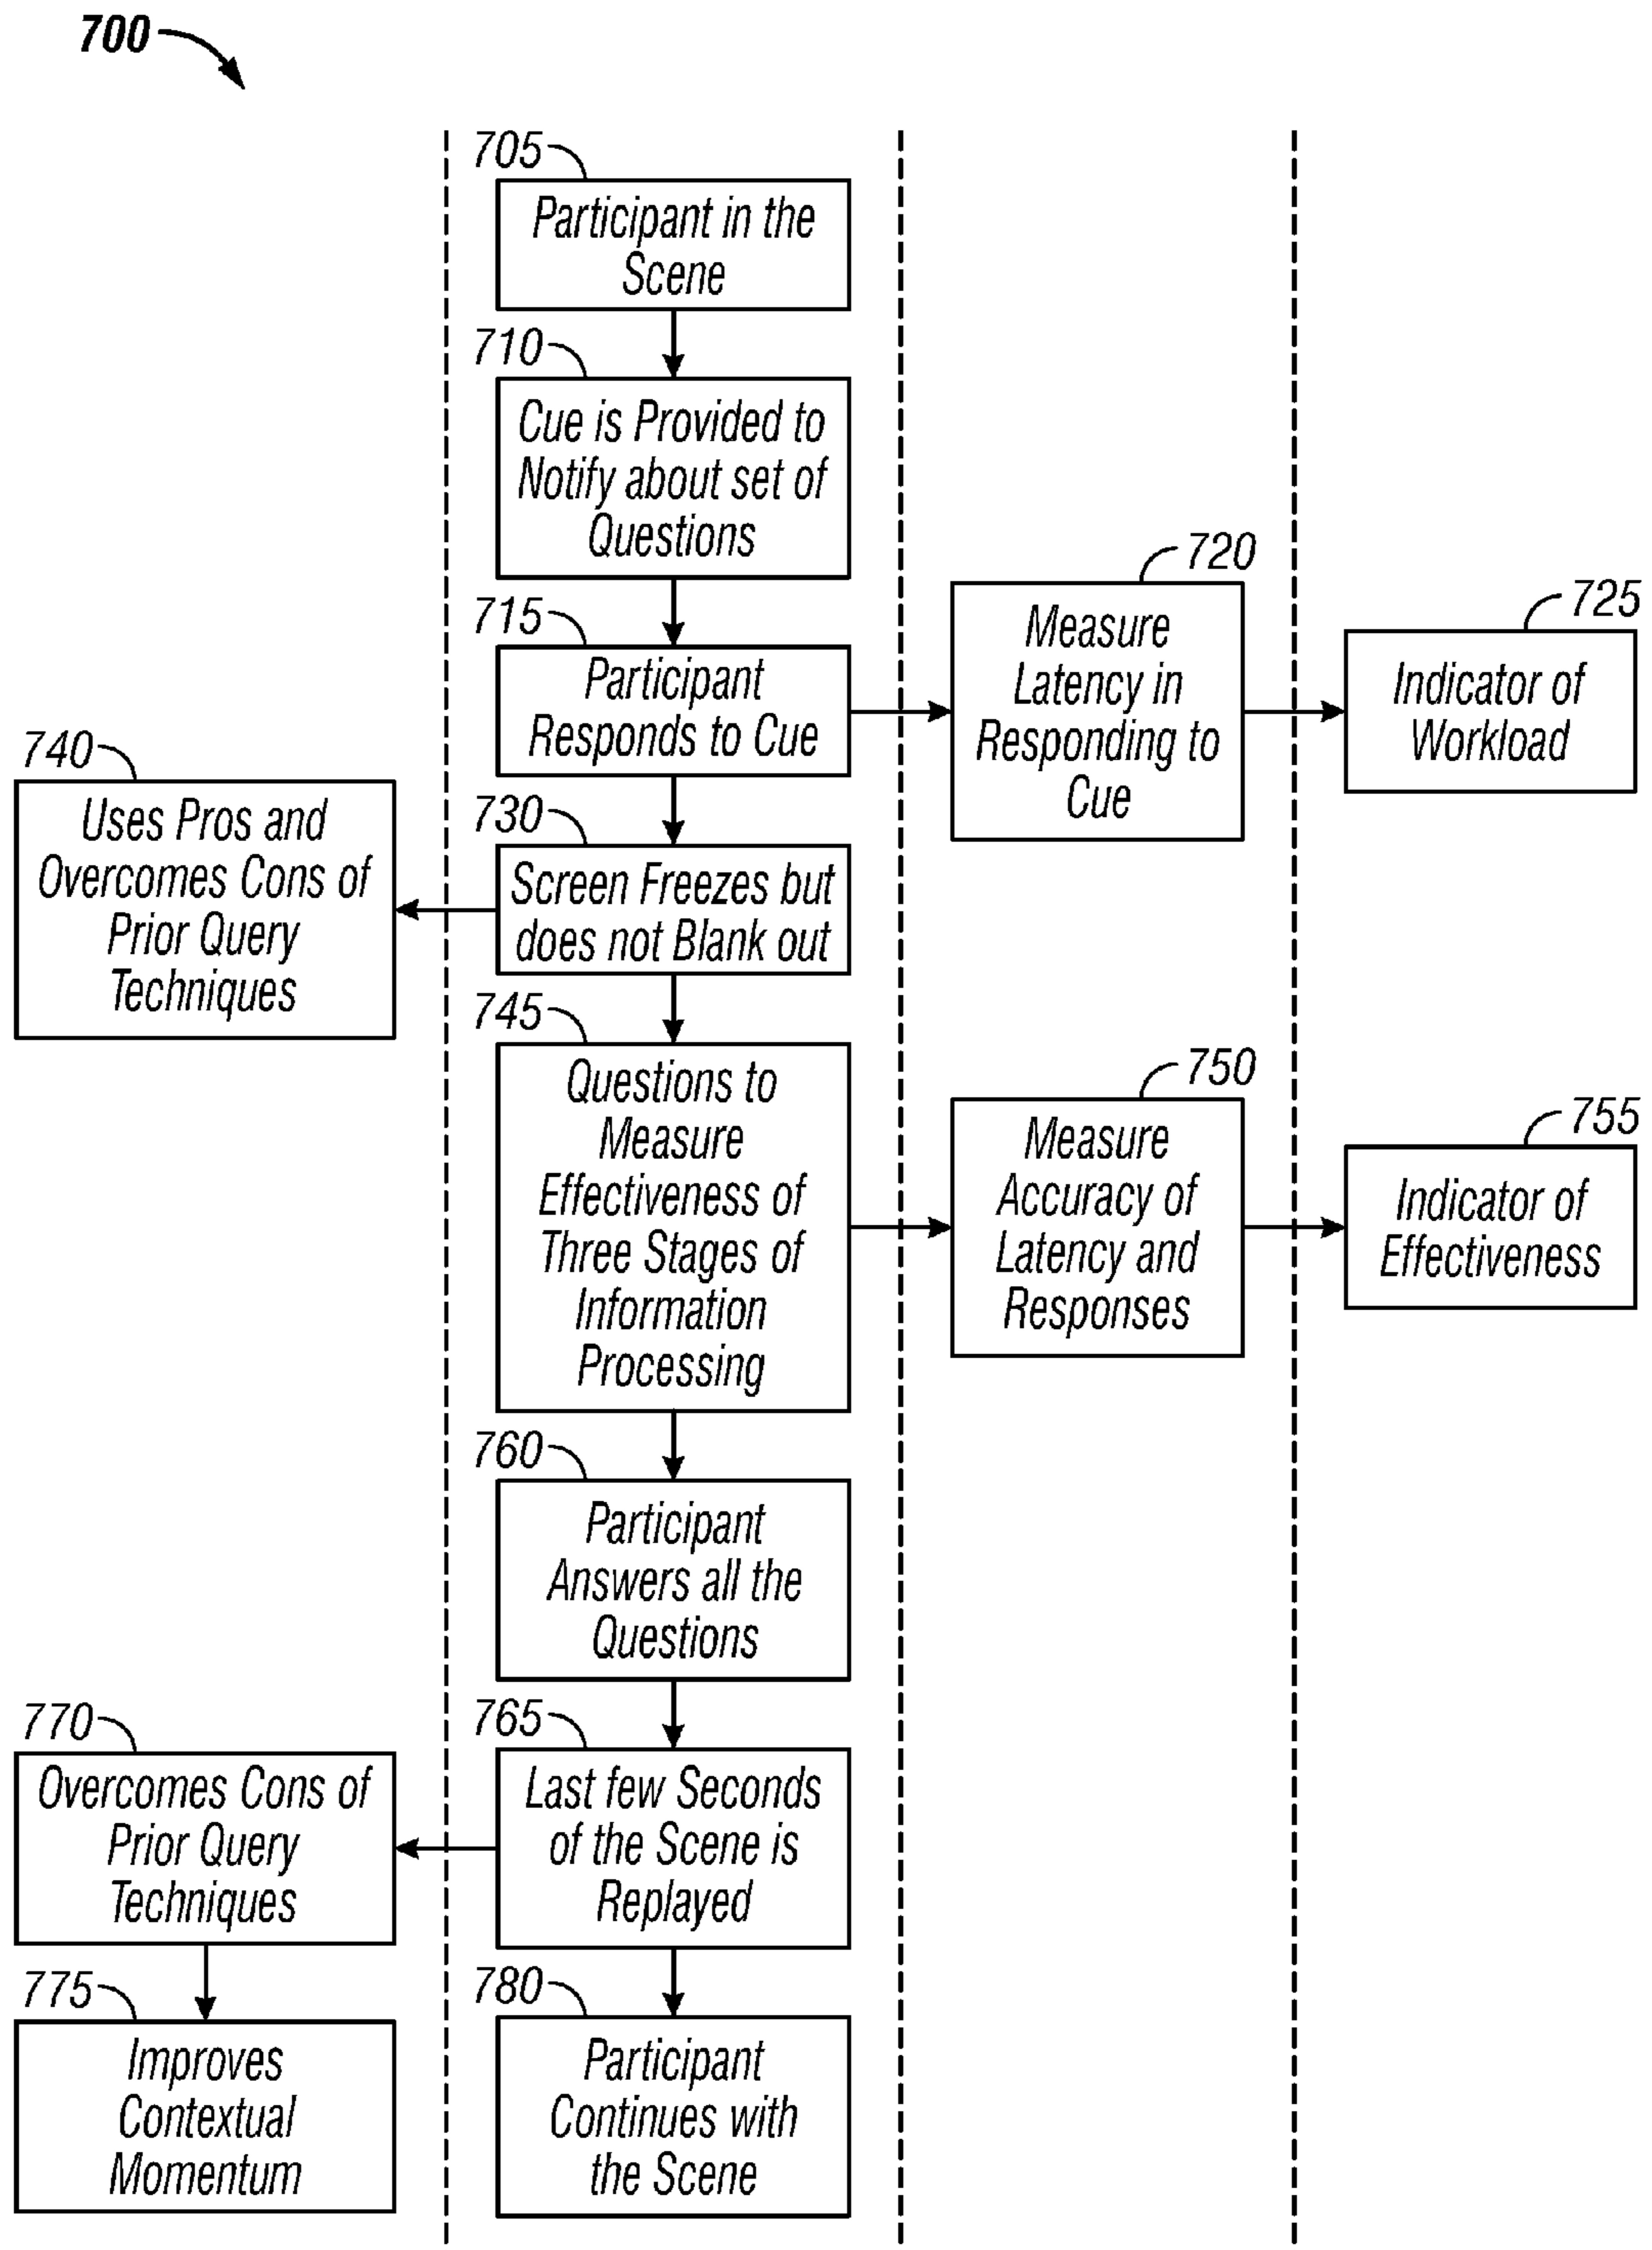 700
705
Participant in the
Scene
710
Cue is Provided to
Notify about set of
Questions
715
Participant
Responds to Cue
720
Measure
Latency in
Responding to
Cue
725
Indicator of
Workload
730
Screen Freezes but
does not Blank out
740
Uses Pros and
Overcomes Cons of
Prior Query
Techniques
745
Questions to
Measure
Effectiveness of
Three Stages of
Information
Processing
750
Measure
Accuracy of
Latency and
Responses
755
Indicator of
Effectiveness
760
Participant
Answers all the
Questions
765
Last few Seconds
of the Scene is
Replayed
770
Overcomes Cons of
Prior Query
Techniques
775
Improves
Contextual
Momentum
780
Participant
Continues with
the Scene